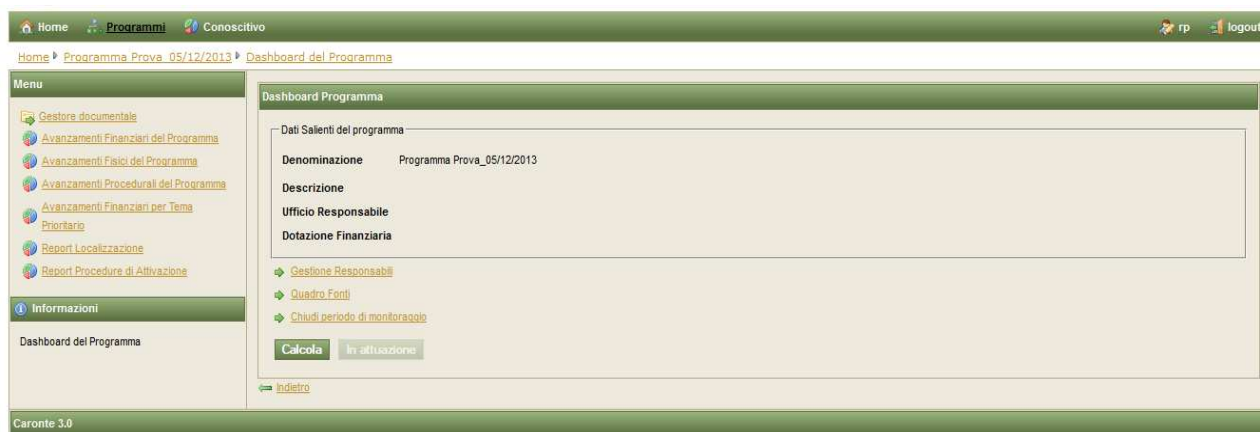 Home Programmi Conoscitivo rp logout
Home Programma Prova_05/12/2013 Dashboard del Programma
Menu
Gestore documentale
Avanzamenti Finanziari del Programma
Avanzamenti Fisici del Programma
Avanzamenti Procedurali del Programma
Avanzamenti Finanziari per Tema
Prioritario
Report Localizzazione
Report Procedure di Attivazione
Informazioni
Dashboard del Programma
Dashboard Programma
Dati Salienti del programma
Denominazione Programma Prova_05/12/2013
Descrizione
Ufficio Responsabile
Dotazione Finanziaria
Gestione Responsabili
Quadro Fonti
Chiudi periodo di monitoraggio
Calcola In attuazione
Indietro
Caronte 3.0